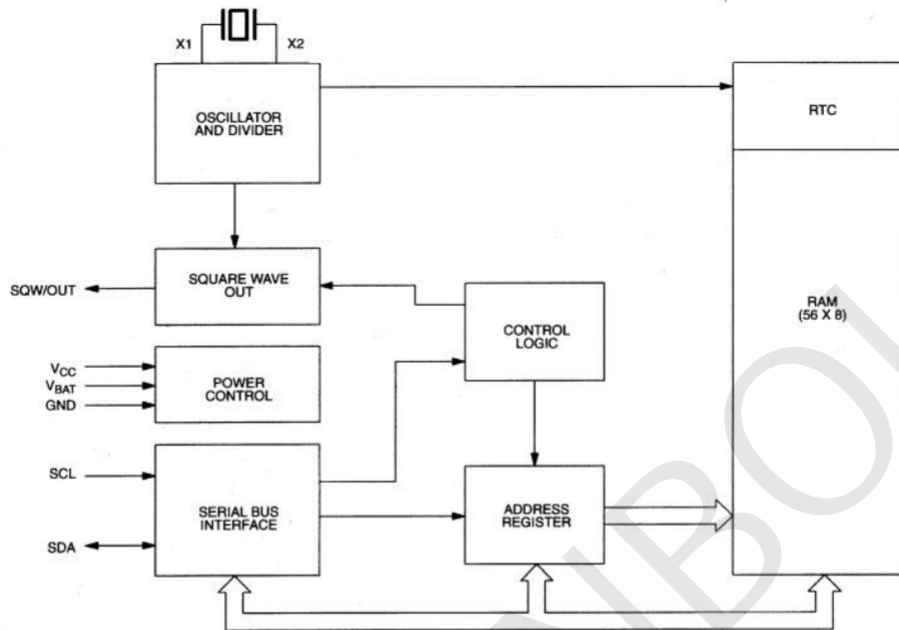 X1
X2
OSCILLATOR
AND DIVIDER
RTC
SQUARE WAVE
OUT
SQW/OUT
CONTROL
LOGIC
RAM
(56 X 8)
VCC
VBAT
GND
POWER
CONTROL
SCL
SDA
SERIAL BUS
INTERFACE
ADDRESS
REGISTER